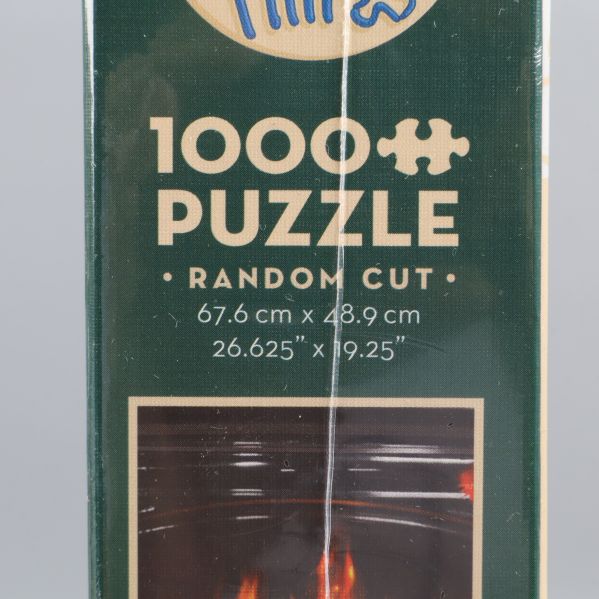 1000
PUZZLE
• RANDOM CUT •
67.6 cm x 48.9 cm
26.625” x 19.25”